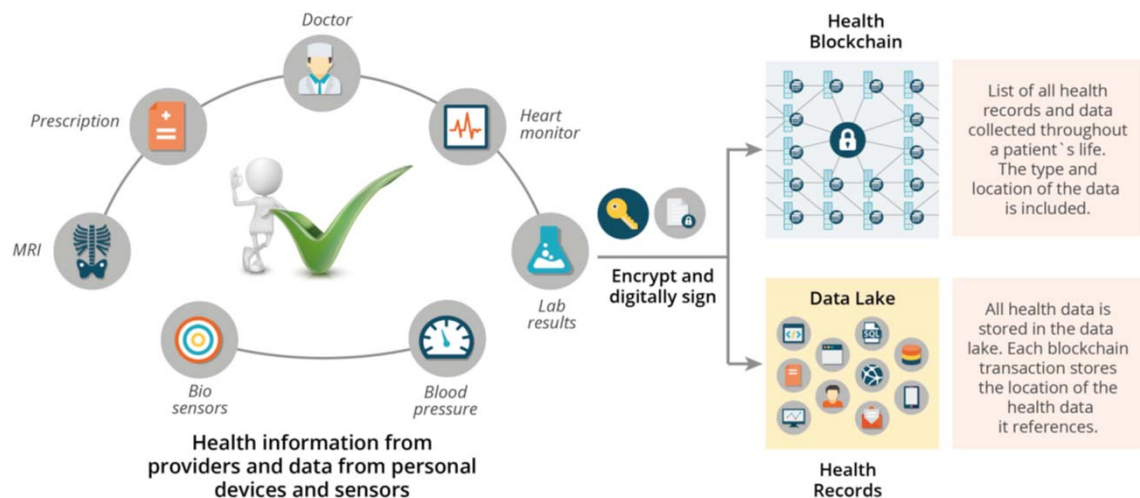 Doctor
Prescription
Heart
monitor
MRI
Lab
results
Bio
sensors
Blood
pressure
Health information from
providers and data from personal
devices and sensors
Encrypt and
digitally sign
Health
Blockchain
List of all health
records and data
collected throughout
a patient`s life.
The type and
location of the data
is included.
Data Lake
SQL
All health data is
stored in the data
lake. Each blockchain
transaction stores
the location of the
health data
it references.
Health
Records